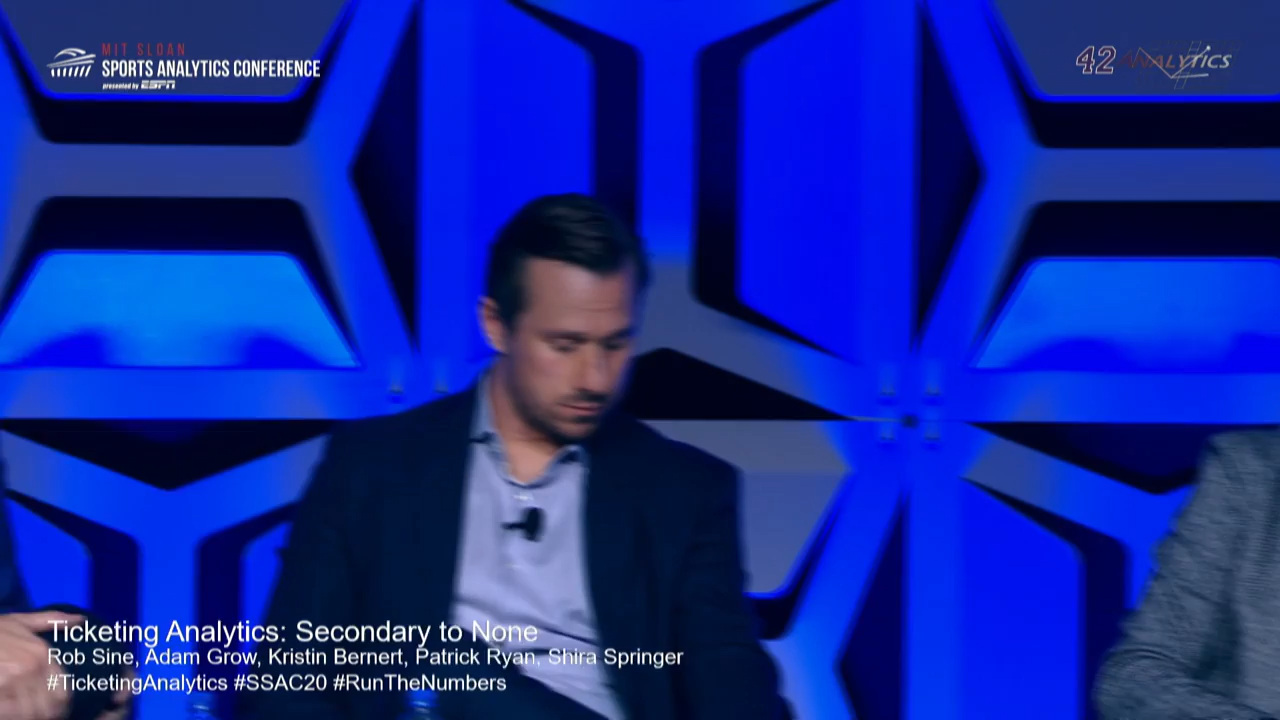 MIT SLOAN
SPORTS ANALYTICS CONFERENCE
presented by ESPN
42 ANALYTICS
Ticketing Analytics: Secondary to None
Rob Sine, Adam Grow, Kristin Bernert, Patrick Ryan, Shira Springer
#TicketingAnalytics #SSAC20 #RunTheNumbers